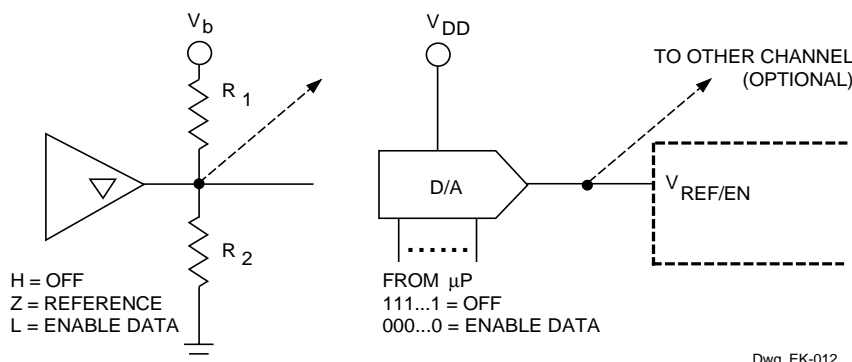 V b
R 1
R 2
H = OFF
Z = REFERENCE
L = ENABLE DATA
V DD
D/A
FROM µP
111...1 = OFF
000...0 = ENABLE DATA
TO OTHER CHANNEL
(OPTIONAL)
V REF/EN
Dwg. EK-012